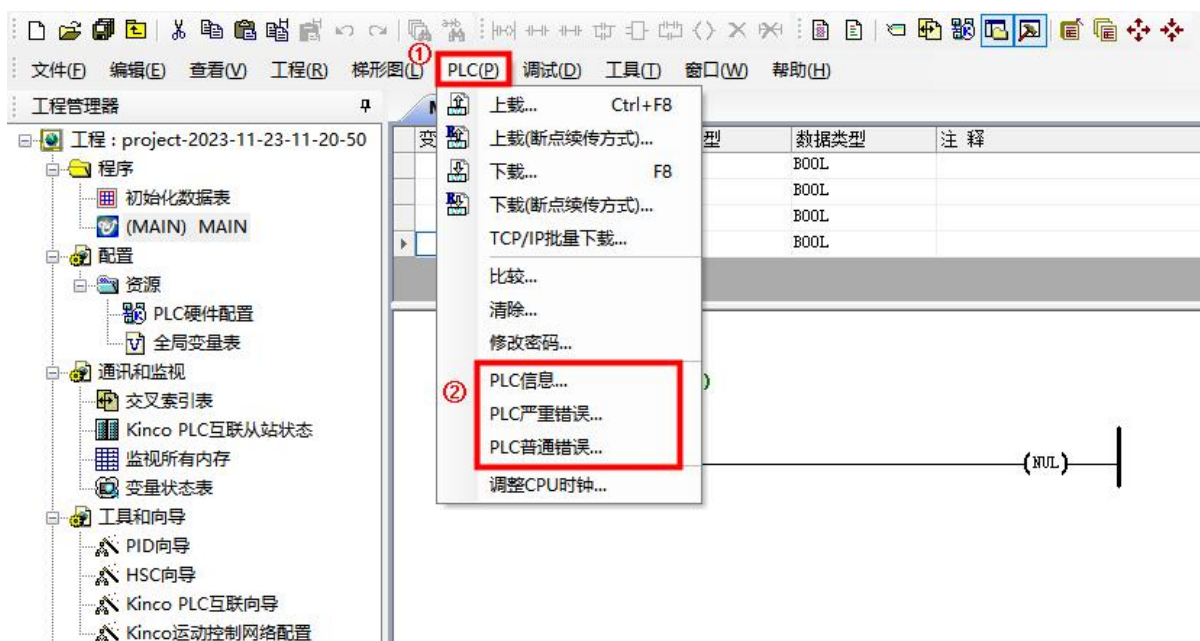 ①
文件(F) 编辑(E) 查看(V) 工程(R) 梯形图(L) PLC(P) 调试(D) 工具(T) 窗口(W) 帮助(H)
工程管理器
工程：project-2023-11-23-11-20-50
程序
初始化数据表
(MAIN) MAIN
配置
资源
PLC硬件配置
全局变量表
通讯和监视
交叉索引表
Kinco PLC互联从站状态
监视所有内存
变量状态表
工具和向导
PID向导
HSC向导
Kinco PLC互联向导
Kinco运动控制网络配置
上载... Ctrl+F8
上载(断点续传方式)...
下载... F8
下载(断点续传方式)...
TCP/IP批量下载...
比较...
清除...
修改密码...
②
PLC信息...
PLC严重错误...
PLC普通错误...
调整CPU时钟...
变 型 数据类型 注 释
BOOL
BOOL
BOOL
BOOL
)
(NUL)